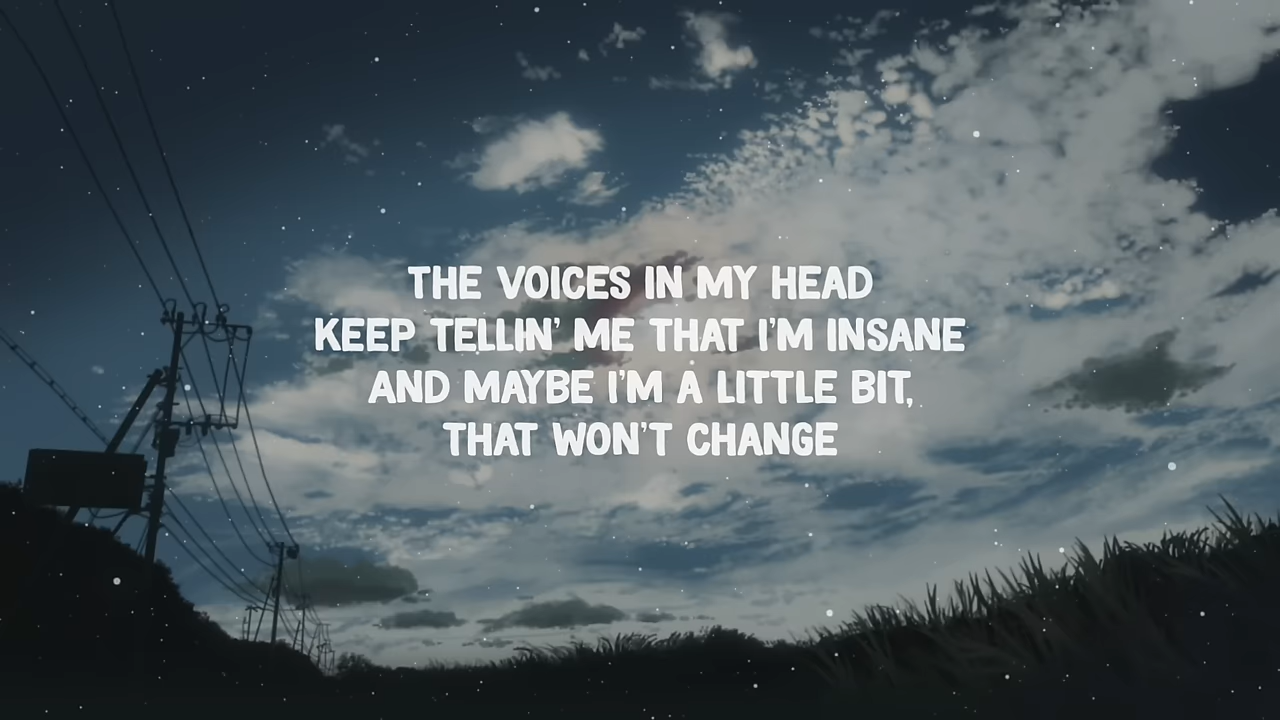 THE VOICES IN MY HEAD
KEEP TELLIN' ME THAT I'M INSANE
AND MAYBE I'M A LITTLE BIT,
THAT WON'T CHANGE